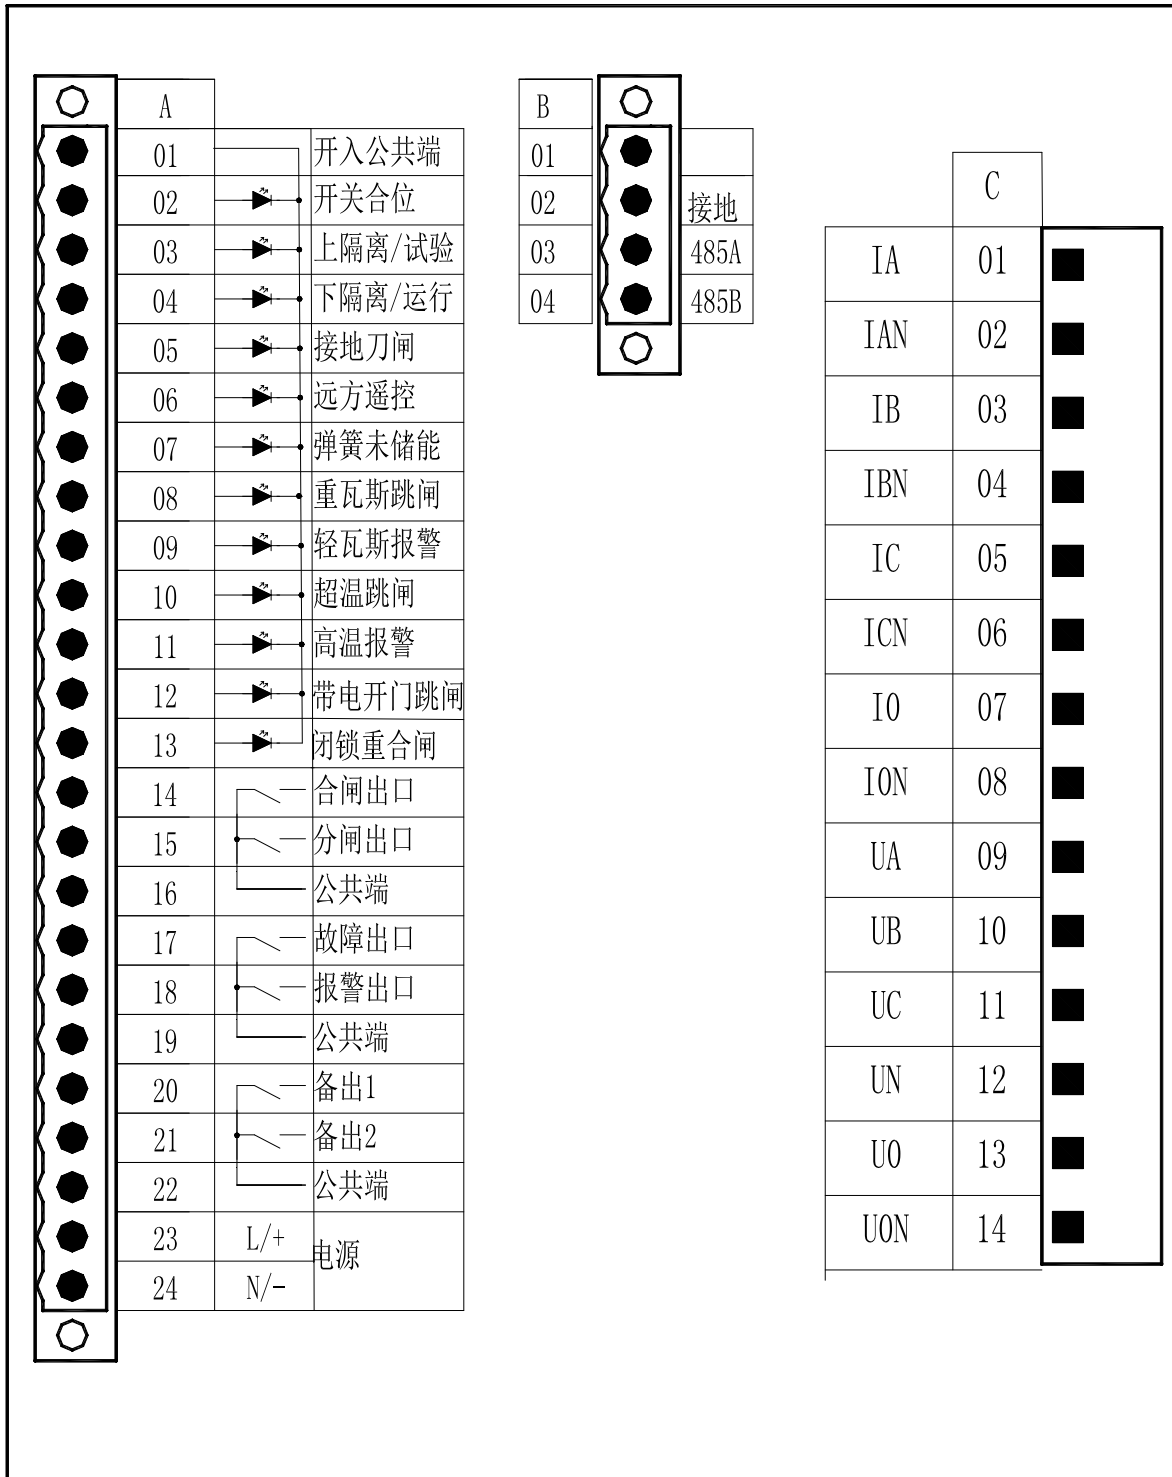 A
01 开入公共端
02 开关合位
03 上隔离/试验
04 下隔离/运行
05 接地刀闸
06 远方遥控
07 弹簧未储能
08 重瓦斯跳闸
09 轻瓦斯报警
10 超温跳闸
11 高温报警
12 带电开门跳闸
13 闭锁重合闸
14 合闸出口
15 分闸出口
16 公共端
17 故障出口
18 报警出口
19 公共端
20 备出1
21 备出2
22 公共端
23 L/+
电源
24 N/-
B
01
02 接地
03 485A
04 485B
C
IA 01
IAN 02
IB 03
IBN 04
IC 05
ICN 06
I0 07
I0N 08
UA 09
UB 10
UC 11
UN 12
U0 13
U0N 14